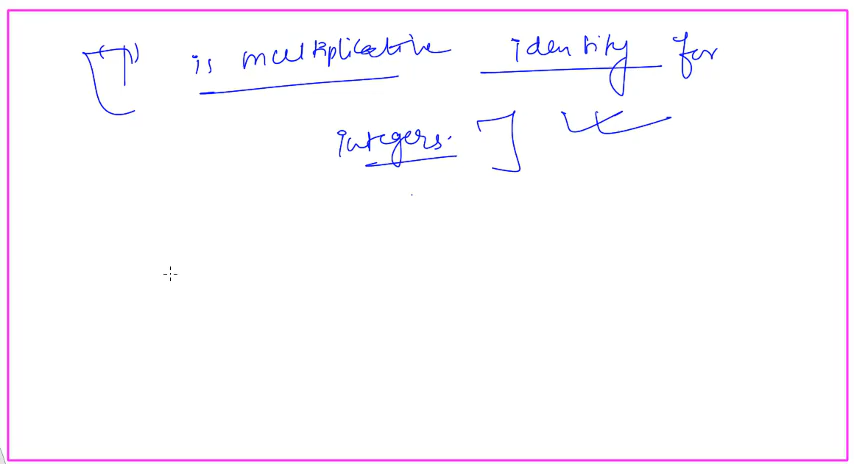 ["1" is multiplicative identity for
integers.]